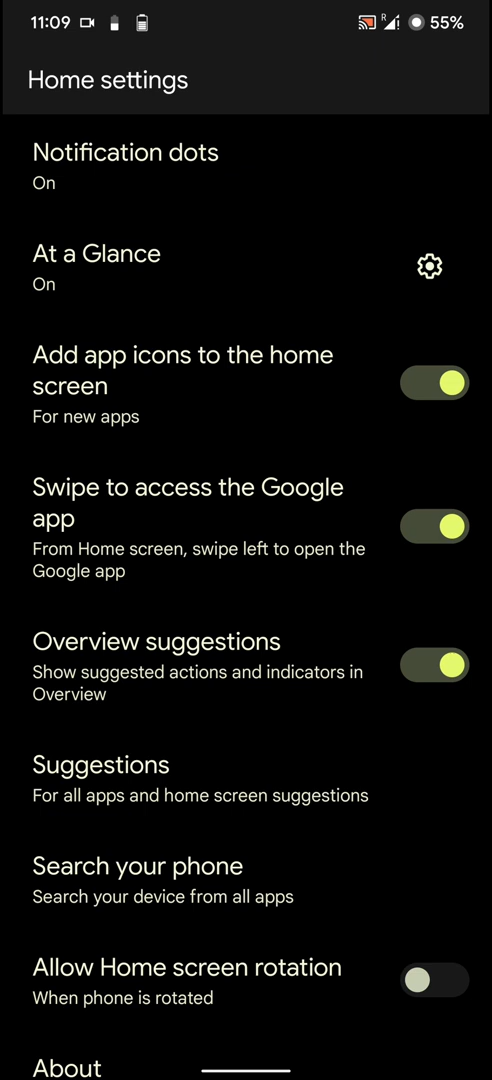 11:09
R
55%
Home settings
Notification dots
On
At a Glance
On
Add app icons to the home
screen
For new apps
Swipe to access the Google
app
From Home screen, swipe left to open the
Google app
Overview suggestions
Show suggested actions and indicators in
Overview
Suggestions
For all apps and home screen suggestions
Search your phone
Search your device from all apps
Allow Home screen rotation
When phone is rotated
About